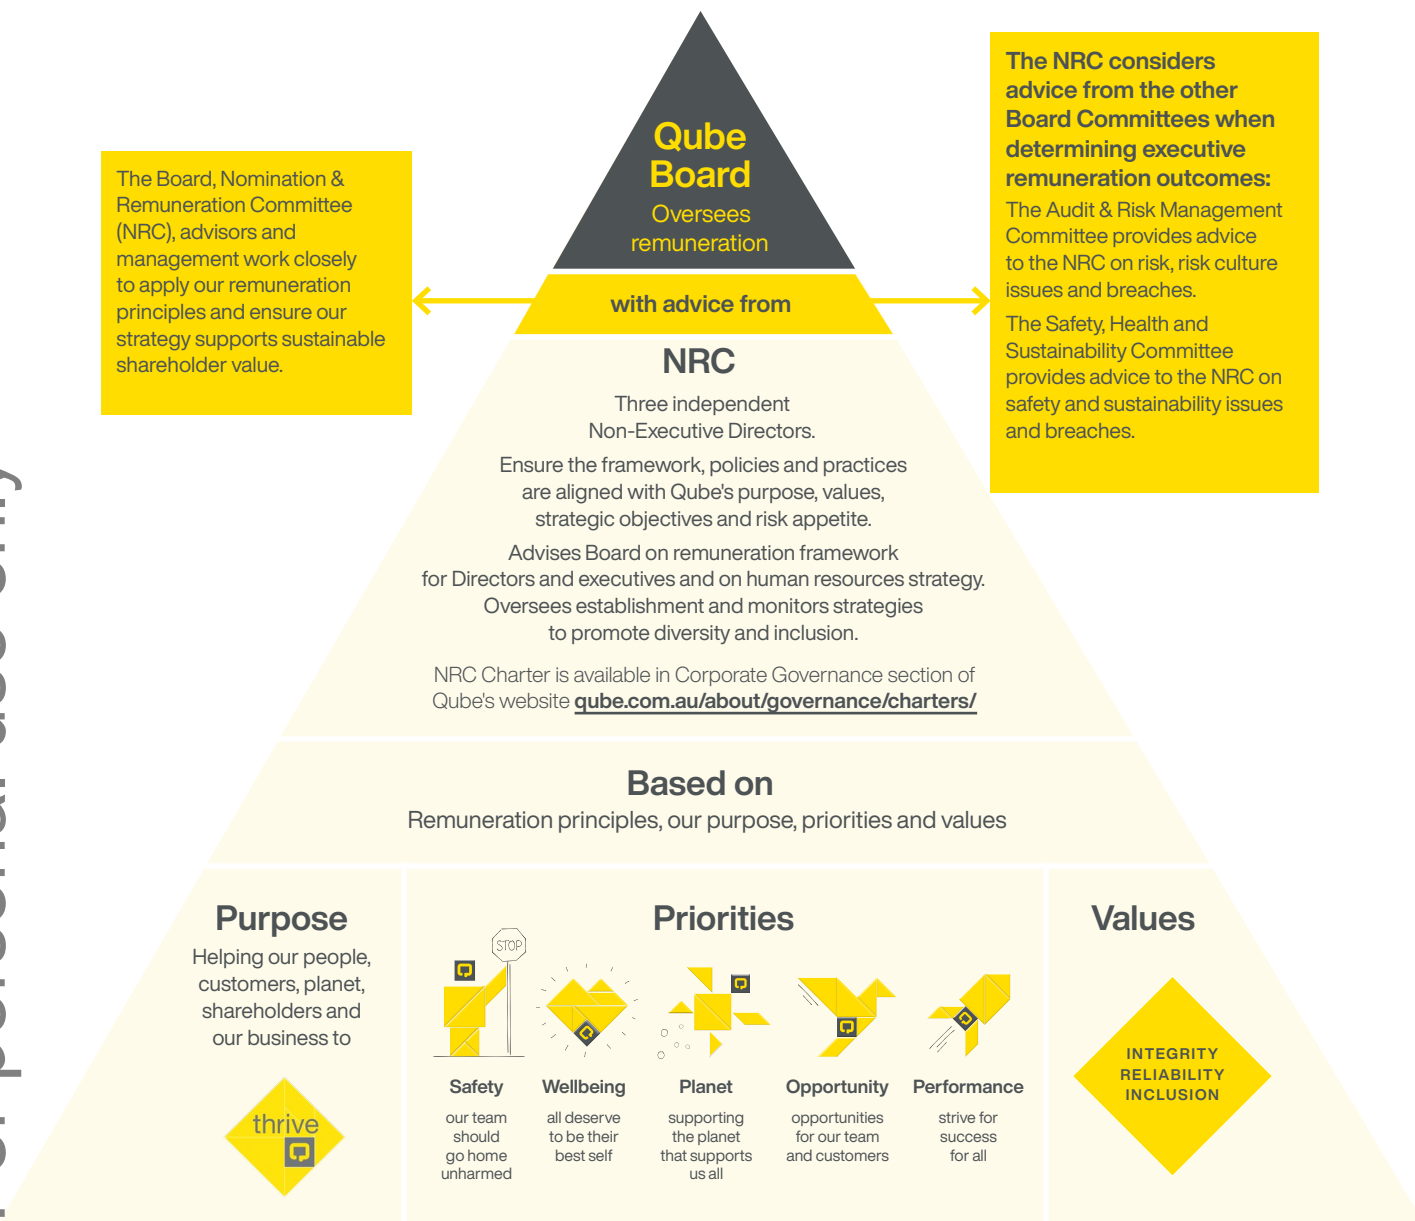 Qube
Board
Oversees
remuneration
with advice from
The Board, Nomination &
Remuneration Committee
(NRC), advisors and
management work closely
to apply our remuneration
principles and ensure our
strategy supports sustainable
shareholder value.
The NRC considers
advice from the other
Board Committees when
determining executive
remuneration outcomes:
The Audit & Risk Management
Committee provides advice
to the NRC on risk, risk culture
issues and breaches.
The Safety, Health and
Sustainability Committee
provides advice to the NRC on
safety and sustainability issues
and breaches.
NRC
Three independent
Non-Executive Directors.
Ensure the framework, policies and practices
are aligned with Qube's purpose, values,
strategic objectives and risk appetite.
Advises Board on remuneration framework
for Directors and executives and on human resources strategy.
Oversees establishment and monitors strategies
to promote diversity and inclusion.
NRC Charter is available in Corporate Governance section of
Qube's website qube.com.au/about/governance/charters/
Based on
Remuneration principles, our purpose, priorities and values
Purpose
Helping our people,
customers, planet,
shareholders and
our business to
thrive
Priorities
STOP
Safety
our team
should
go home
unharmed
Wellbeing
all deserve
to be their
best self
Planet
supporting
the planet
that supports
us all
Opportunity
opportunities
for our team
and customers
Performance
strive for
success
for all
Values
INTEGRITY
RELIABILITY
INCLUSION